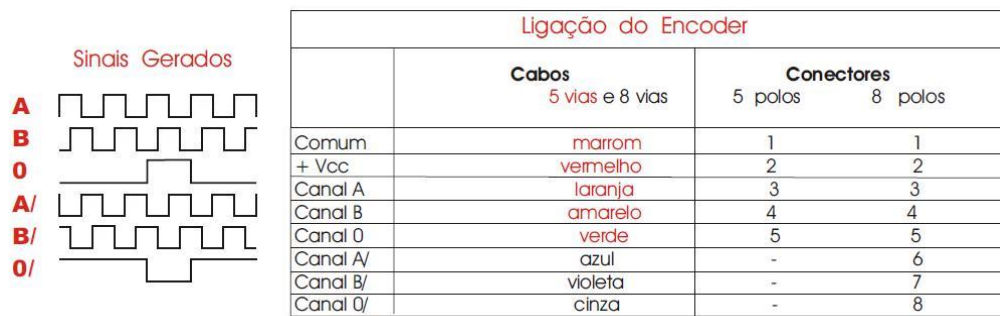 Sinais Gerados
A
B
0
A/
B/
0/
Ligação do Encoder
Cabos Conectores
5 vias e 8 vias 5 polos 8 polos
Comum marrom 1 1
+ Vcc vermelho 2 2
Canal A laranja 3 3
Canal B amarelo 4 4
Canal 0 verde 5 5
Canal A/ azul - 6
Canal B/ violeta - 7
Canal 0/ cinza - 8